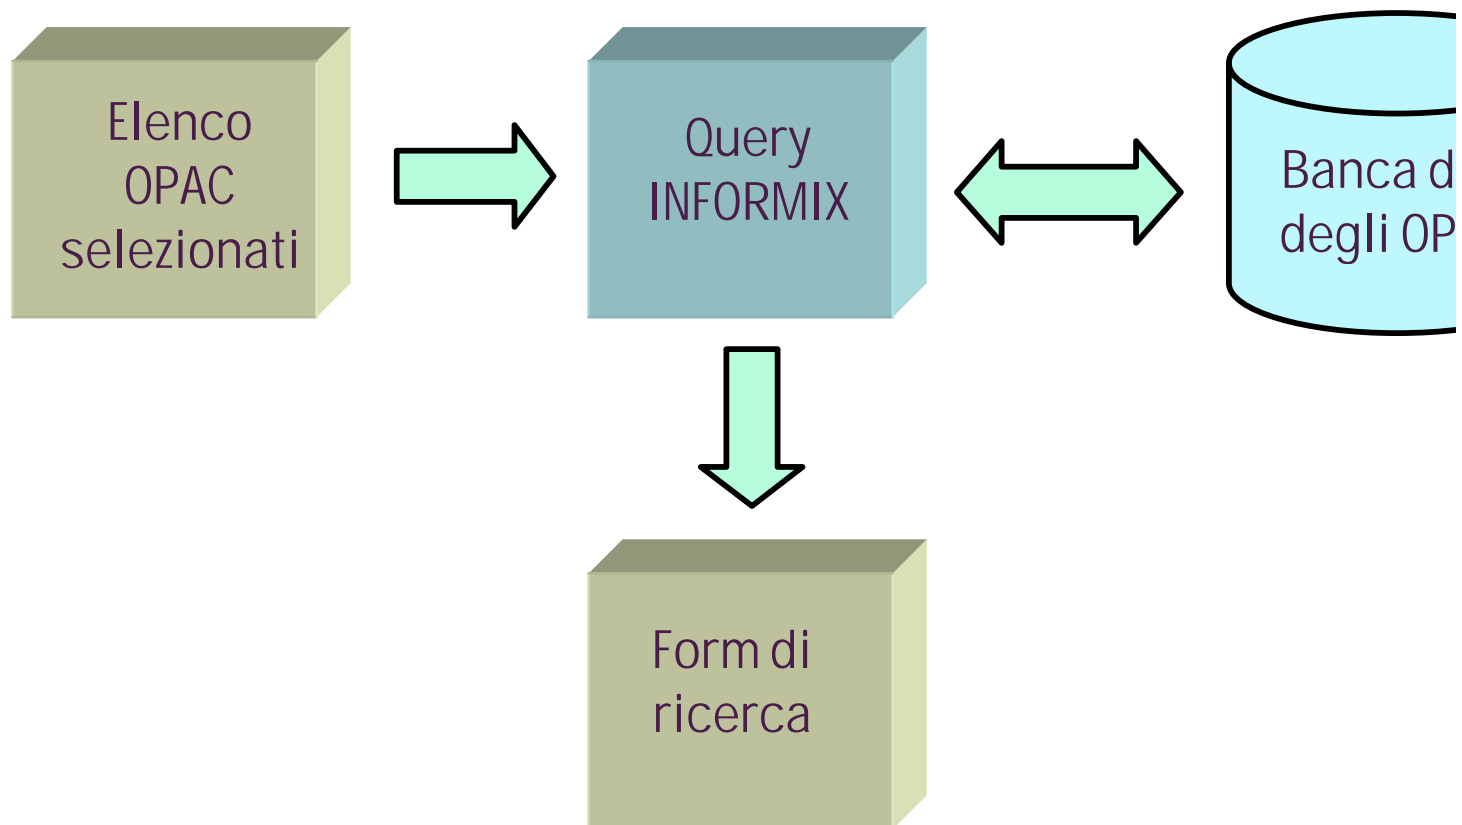 Elenco
OPAC
selezionati
Query
INFORMIX
Banca d
degli OP
Form di
ricerca